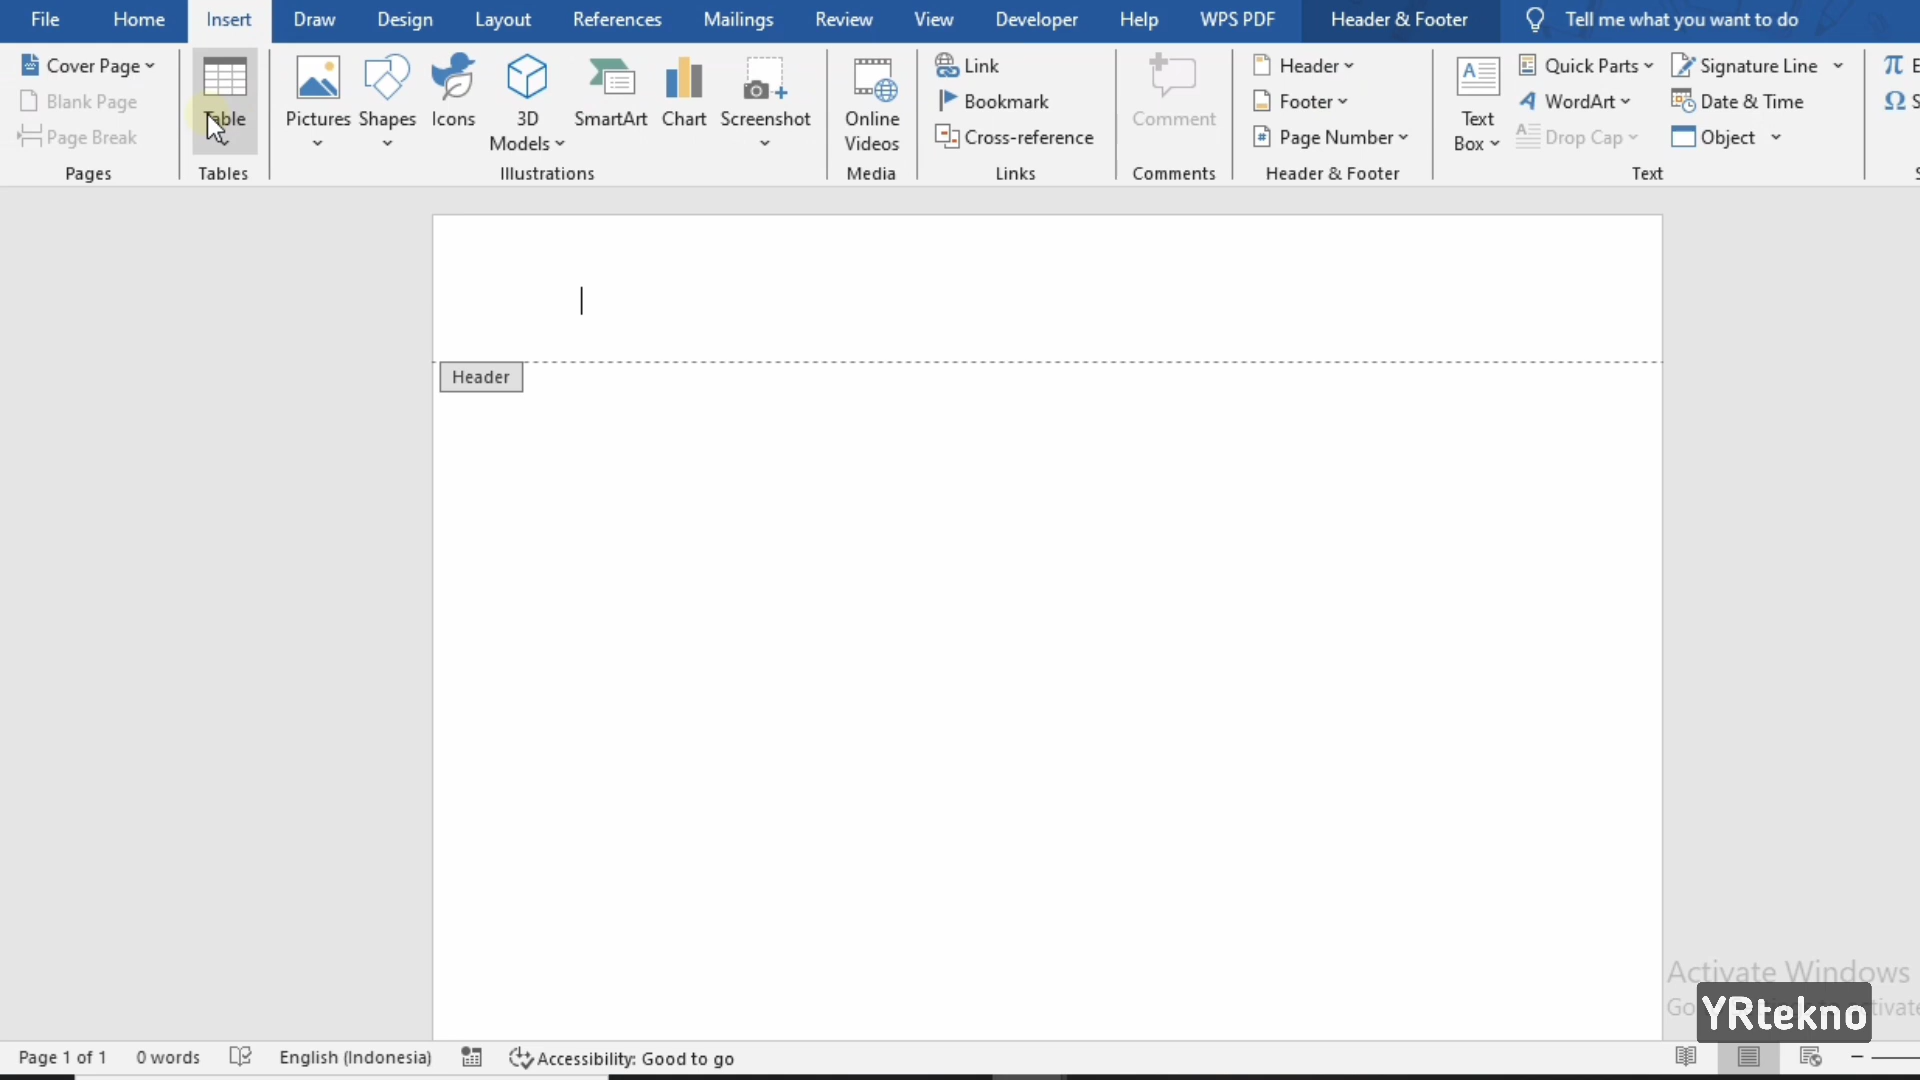 File Home Insert Draw Design Layout References Mailings Review View Developer Help WPS PDF Header & Footer Tell me what you want to do
Cover Page
Blank Page
Page Break
Pages
Table
Tables
Pictures Shapes Icons 3D Models SmartArt Chart Screenshot
Illustrations
Online Videos
Media
Link
Bookmark
Cross-reference
Links
Comment
Comments
Header
Footer
Page Number
Header & Footer
Text Box
Quick Parts
WordArt
Drop Cap
Signature Line
Date & Time
Object
Text
π E
Ω S
S
Header
Activate Windows
Go
YRtekno
Page 1 of 1 0 words English (Indonesia) Accessibility: Good to go